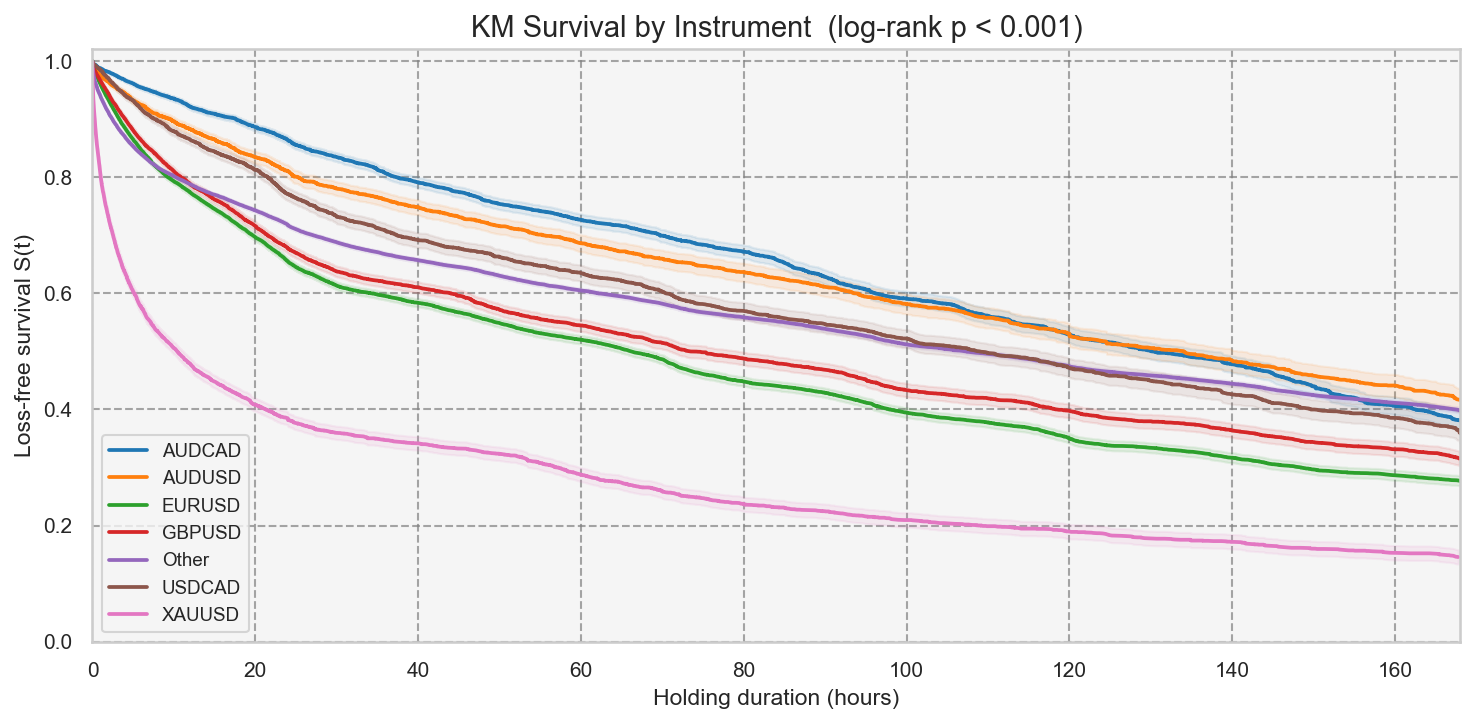 KM Survival by Instrument (log-rank p < 0.001)
Loss-free survival S(t)
1.0
0.8
0.6
0.4
0.2
0.0
AUDCAD
AUDUSD
EURUSD
GBPUSD
Other
USDCAD
XAUUSD
0 20 40 60 80 100 120 140 160
Holding duration (hours)